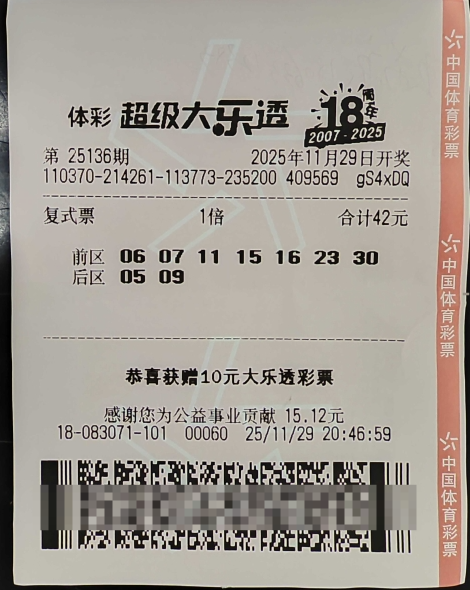 体彩 超级大乐透 18周年
2007-2025
第 25136期 2025年11月29日开奖
110370-214261-113773-235200 409569 gS4xDQ
复式票 1倍 合计42元
前区 06 07 11 15 16 23 30
后区 05 09
恭喜获赠10元大乐透彩票
感谢您为公益事业贡献 15.12元
18-083071-101 00060 25/11/29 20:46:59
中国体育彩票
中国体育彩票
中国体育彩票